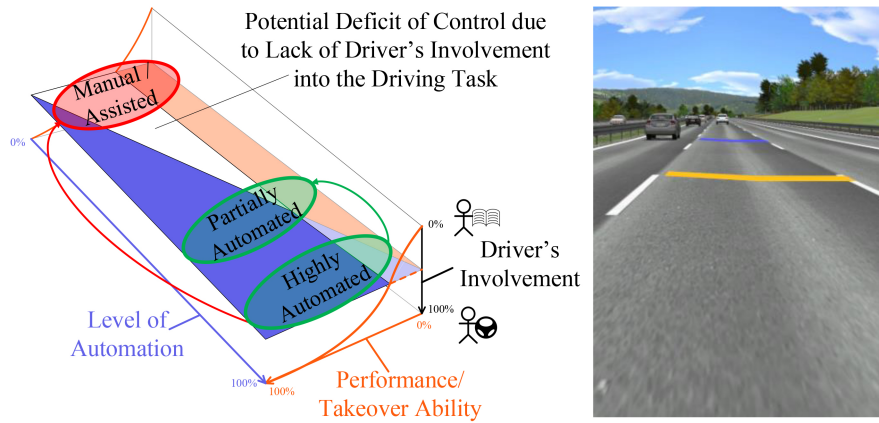 Potential Deficit of Control due
to Lack of Driver's Involvement
into the Driving Task
Manual /
Assisted
0%
Partially
Automated
Highly
Automated
0%
Driver's
Involvement
100%
0%
Level of
Automation
100%
100%
Performance/
Takeover Ability